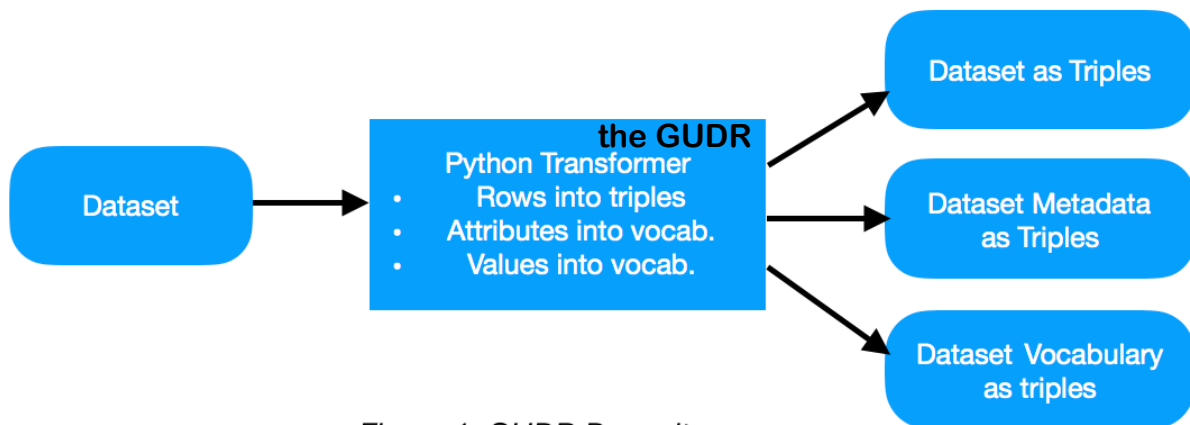 Dataset
the GUDR
Python Transformer
• Rows into triples
• Attributes into vocab.
• Values into vocab.
Dataset as Triples
Dataset Metadata
as Triples
Dataset Vocabulary
as triples